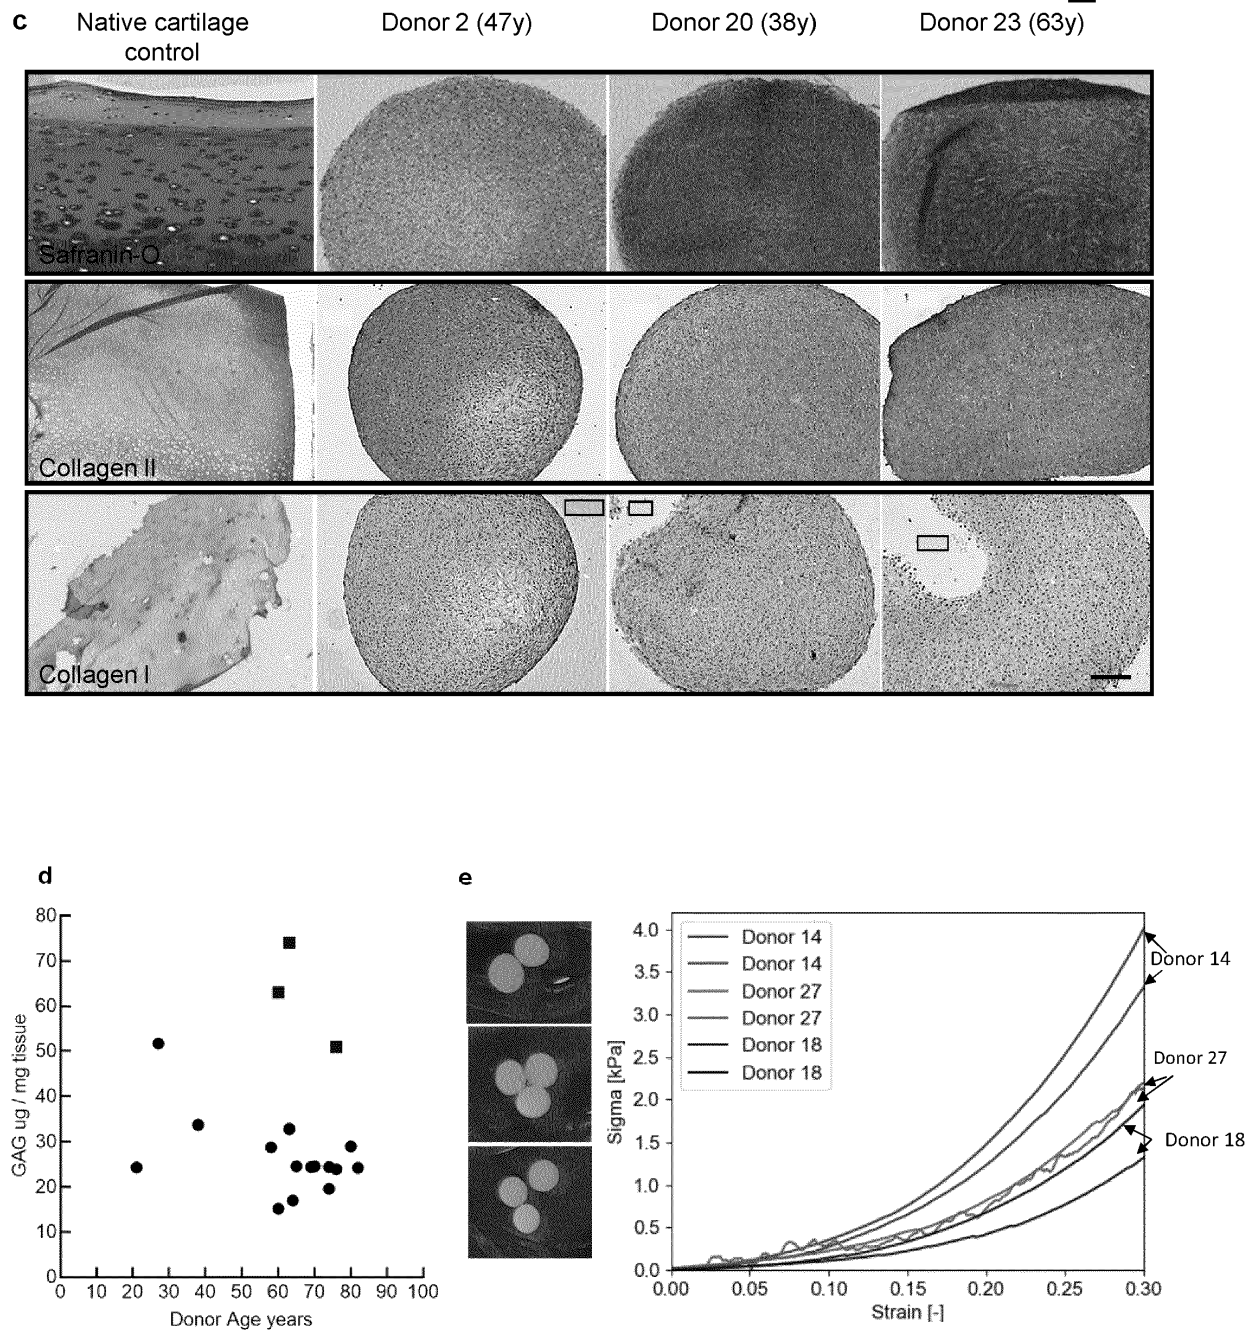 c
Native cartilage
control
Donor 2 (47y)
Donor 20 (38y)
Donor 23 (63y)
Safranin-O
Collagen II
Collagen I
d
80
70
60
50
40
30
20
10
0
GAG ug / mg tissue
0 10 20 30 40 50 60 70 80 90 100
Donor Age years
e
4.0
3.5
3.0
2.5
2.0
1.5
1.0
0.5
0.0
Sigma [kPa]
Donor 14
Donor 14
Donor 27
Donor 27
Donor 18
Donor 18
Donor 14
Donor 27
Donor 18
0.00 0.05 0.10 0.15 0.20 0.25 0.30
Strain [-]